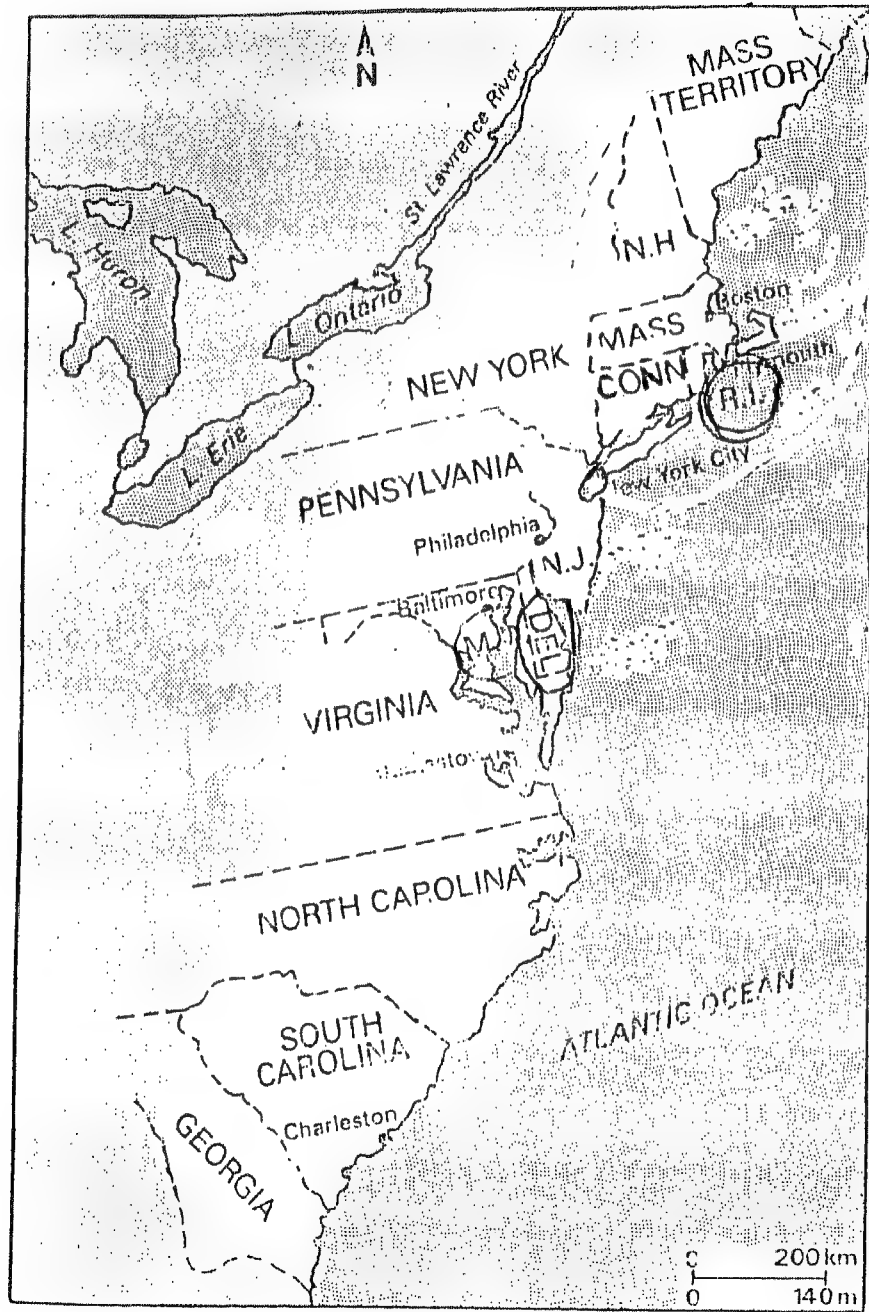 MASS
TERRITORY
N
St. Lawrence River
L. Huron
N.H
L Ontario
Boston
MASS
NEW YORK
CONN
R.I.
L. Erie
New York City
PENNSYLVANIA
Philadelphia
N.J.
Baltimore
DEL
M
VIRGINIA
NORTH CAROLINA
ATLANTIC OCEAN
SOUTH
CAROLINA
Charleston
GEORGIA
0 200 km
0 140 m